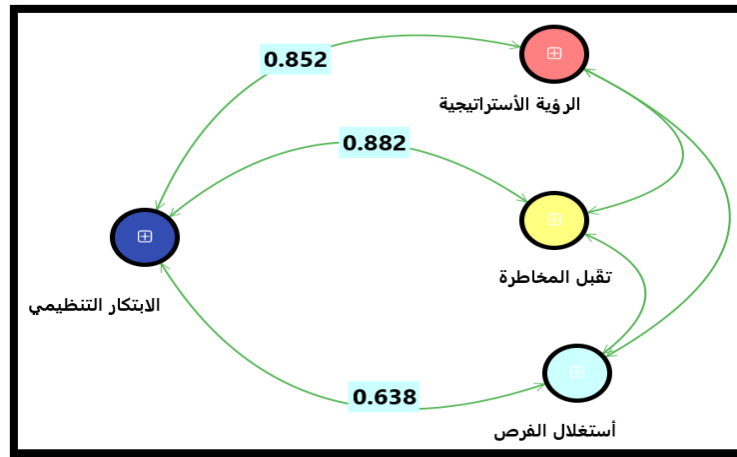 0.852
الرؤية الأستراتيجية
0.882
تقبل المخاطرة
الابتكار التنظيمي
0.638
أستغلال الفرص